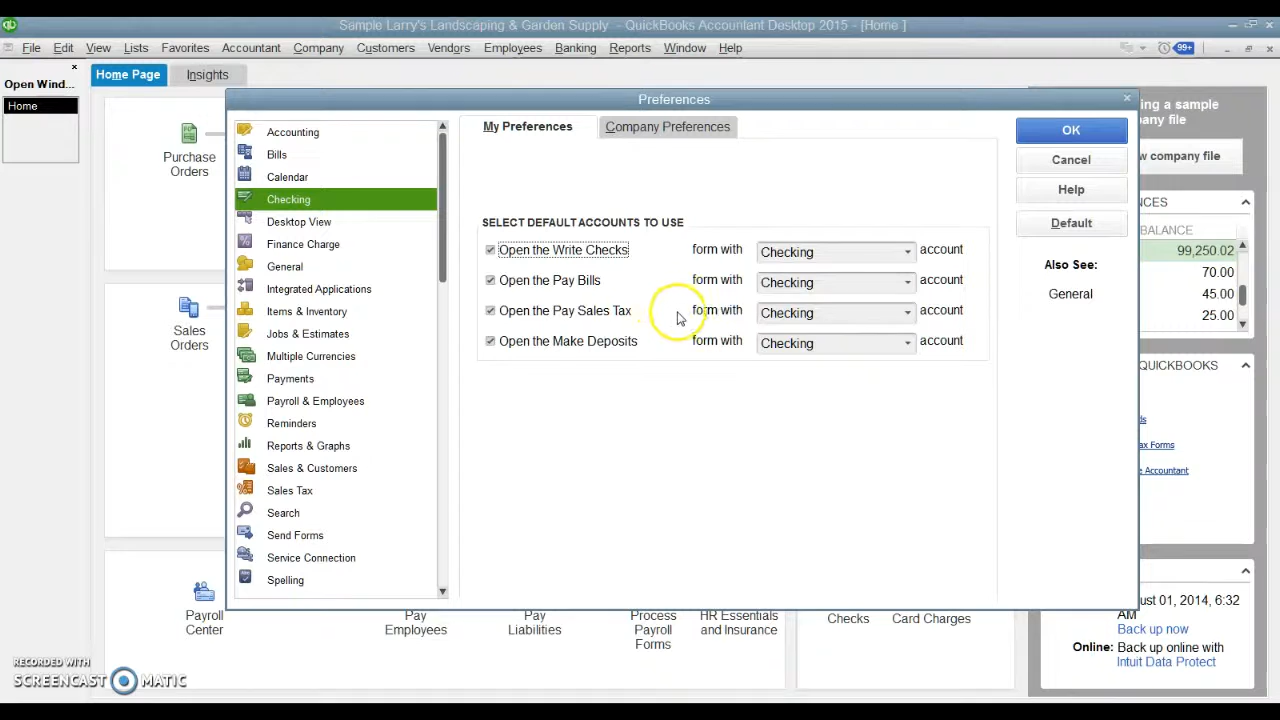 Sample Larry's Landscaping & Garden Supply - QuickBooks Accountant Desktop 2015 - [Home ]
File Edit View Lists Favorites Accountant Company Customers Vendors Employees Banking Reports Window Help
99+
Open Wind...
Home
Home Page Insights
Purchase
Orders
Sales
Orders
Preferences
Accounting
Bills
Calendar
Checking
Desktop View
Finance Charge
General
Integrated Applications
Items & Inventory
Jobs & Estimates
Multiple Currencies
Payments
Payroll & Employees
Reminders
Reports & Graphs
Sales & Customers
Sales Tax
Search
Send Forms
Service Connection
Spelling
My Preferences Company Preferences
SELECT DEFAULT ACCOUNTS TO USE
Open the Write Checks form with Checking account
Open the Pay Bills form with Checking account
Open the Pay Sales Tax form with Checking account
Open the Make Deposits form with Checking account
OK
Cancel
Help
Default
Also See:
General
ing a sample
pany file
w company file
NCES
BALANCE
99,250.02
70.00
45.00
25.00
QUICKBOOKS
ds
ax Forms
Accountant
ust 01, 2014, 6:32
AM
Back up now
Online: Back up online with
Intuit Data Protect
Payroll
Center
Pay
Employees
Pay
Liabilities
Process
Payroll
Forms
HR Essentials
and Insurance
Checks
Card Charges
RECORDED WITH
SCREENCAST MATIC